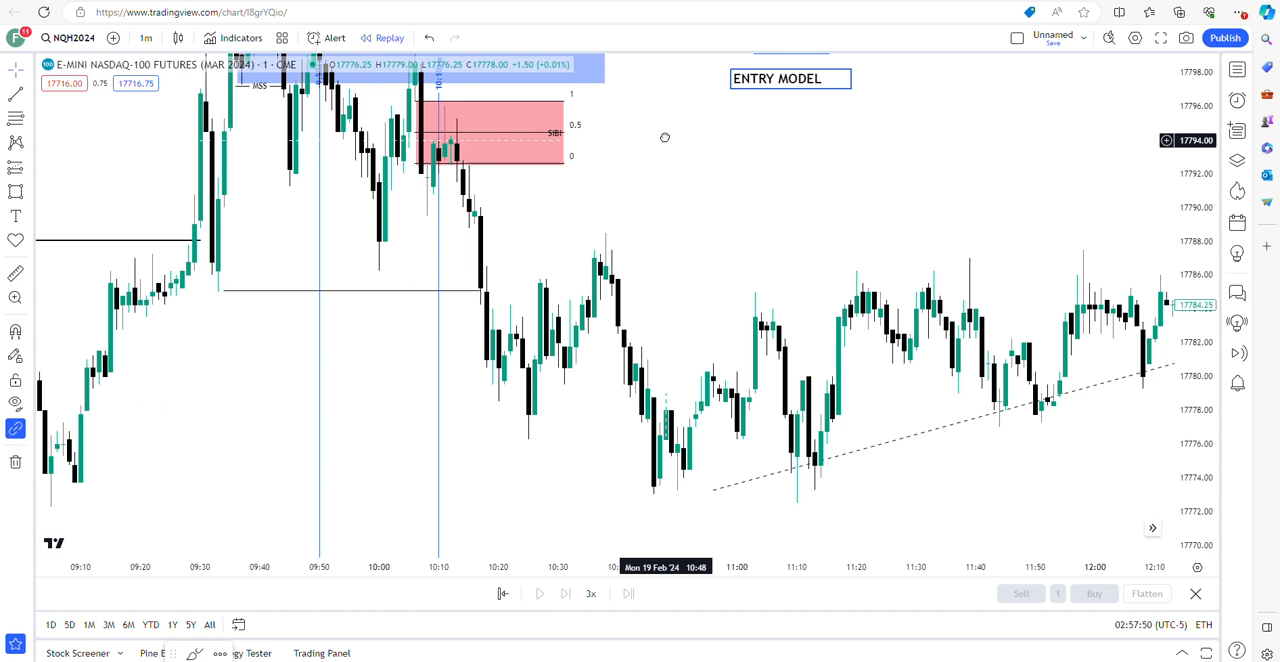 https://www.tradingview.com/chart/I8grYQio/
F 11 NQH2024 1m Indicators Alert Replay Unnamed Save Publish
E-MINI NASDAQ-100 FUTURES (MAR 2024) · 1 · CME O17776.25 H17779.00 L17776.25 C17778.00 +1.50 (+0.01%)
17716.00 0.75 17716.75
MSS
ENTRY MODEL
1
0.5
SIBI
0
17798.00
17796.00
17794.00
17792.00
17790.00
17788.00
17786.00
17784.25
17782.00
17780.00
17778.00
17776.00
17774.00
17772.00
17770.00
09:10 09:20 09:30 09:40 09:50 10:00 10:10 10:20 10:30 Mon 19 Feb '24 10:48 11:00 11:10 11:20 11:30 11:40 11:50 12:00 12:10
3x Sell 1 Buy Flatten
1D 5D 1M 3M 6M YTD 1Y 5Y All 02:57:50 (UTC-5) ETH
Stock Screener Pine gy Tester Trading Panel